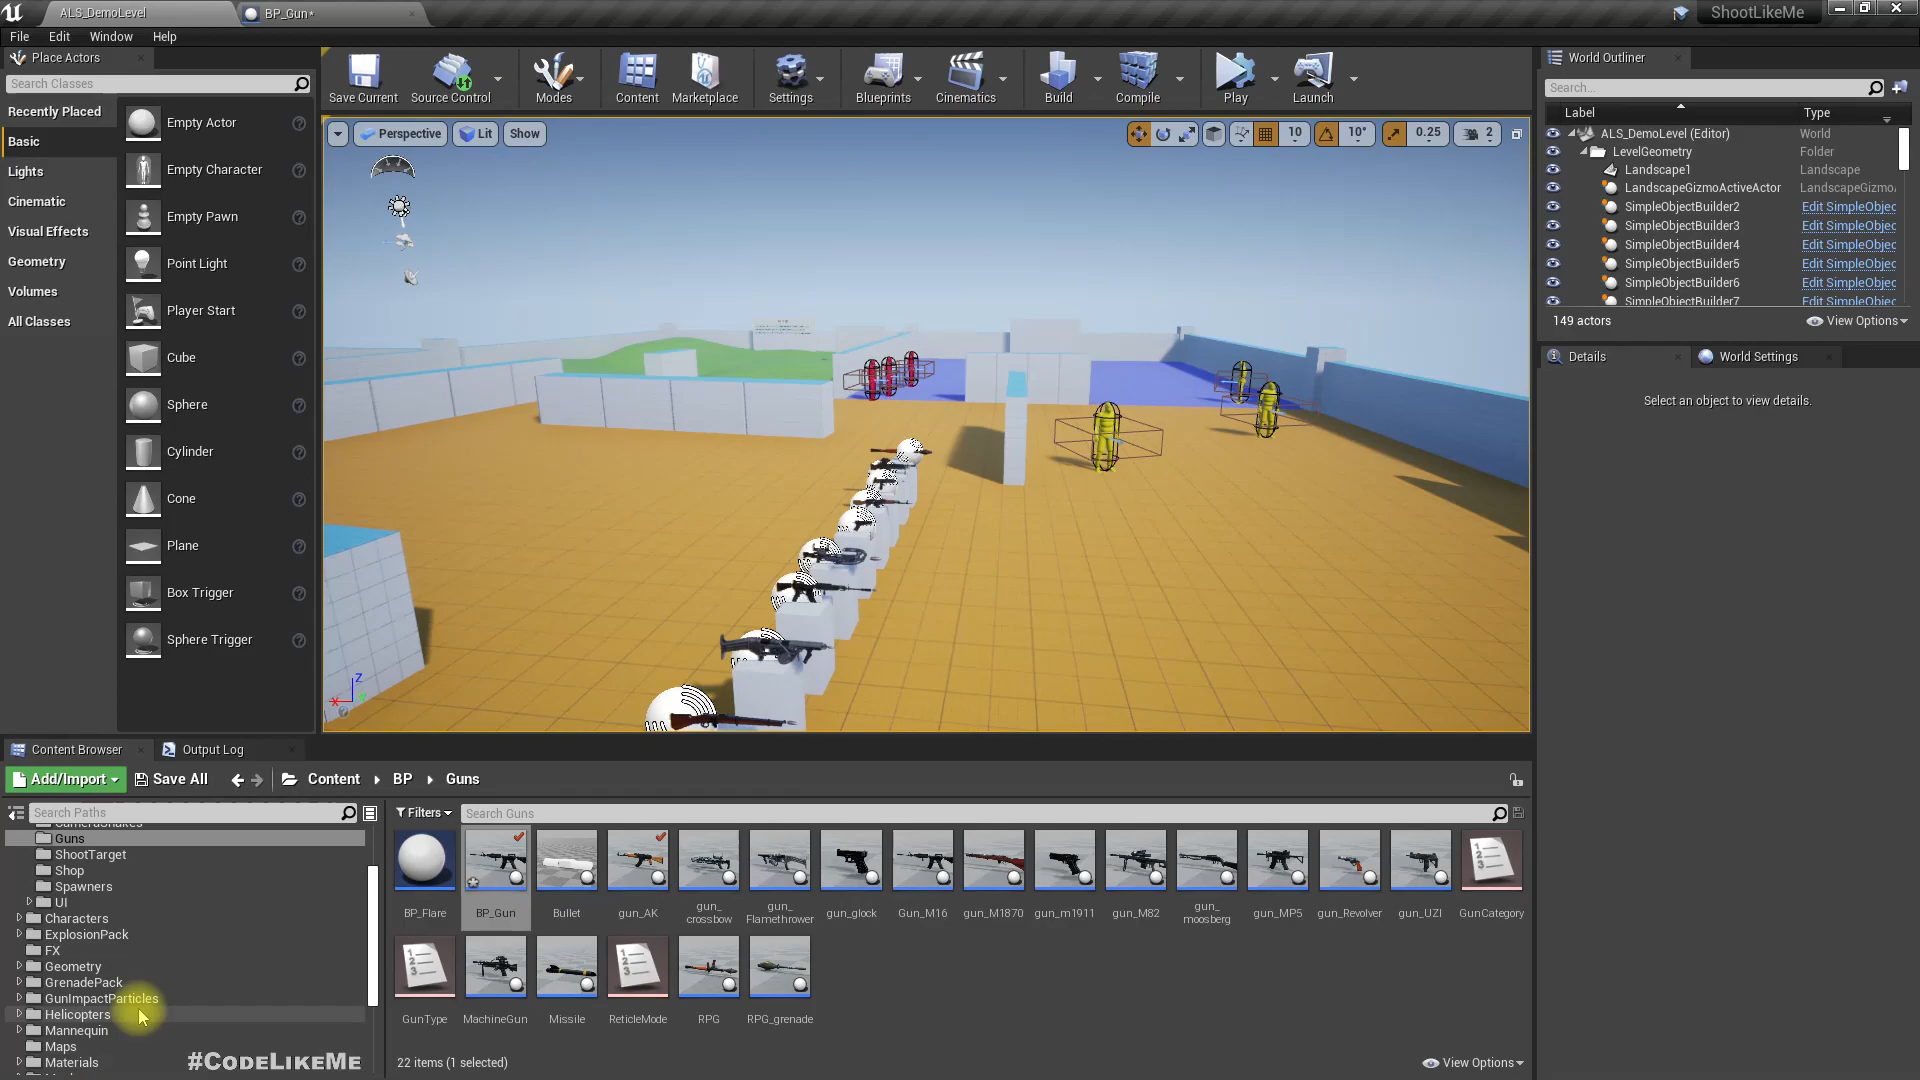 ALS_DemoLevel
BP_Gun*
ShootLikeMe
File Edit Window Help
Place Actors
Search Classes
Recently Placed
Basic
Lights
Cinematic
Visual Effects
Geometry
Volumes
All Classes
Empty Actor
Empty Character
Empty Pawn
Point Light
Player Start
Cube
Sphere
Cylinder
Cone
Plane
Box Trigger
Sphere Trigger
Save Current Source Control Modes Content Marketplace Settings Blueprints Cinematics Build Compile Play Launch
Perspective Lit Show
10 10° 0.25 2
Z
X
World Outliner
Search...
Label Type
ALS_DemoLevel (Editor) World
LevelGeometry Folder
Landscape1 Landscape
LandscapeGizmoActiveActor LandscapeGizmo
SimpleObjectBuilder2 Edit SimpleObjec
SimpleObjectBuilder3 Edit SimpleObjec
SimpleObjectBuilder4 Edit SimpleObjec
SimpleObjectBuilder5 Edit SimpleObjec
SimpleObjectBuilder6 Edit SimpleObjec
SimpleObjectBuilder7 Edit SimpleObjec
149 actors View Options
Details World Settings
Select an object to view details.
Content Browser Output Log
Add/Import Save All Content BP Guns
Search Paths
CameraShakes
Guns
ShootTarget
Shop
Spawners
UI
Characters
ExplosionPack
FX
Geometry
GrenadePack
GunImpactParticles
Helicopters
Mannequin
Maps
Materials
#CodeLikeMe
Filters Search Guns
BP_Flare BP_Gun Bullet gun_AK gun_crossbow gun_Flamethrower gun_glock Gun_M16 gun_M1870 gun_m1911 gun_M82 gun_moosberg gun_MP5 gun_Revolver gun_UZI GunCategory
GunType MachineGun Missile ReticleMode RPG RPG_grenade
22 items (1 selected) View Options